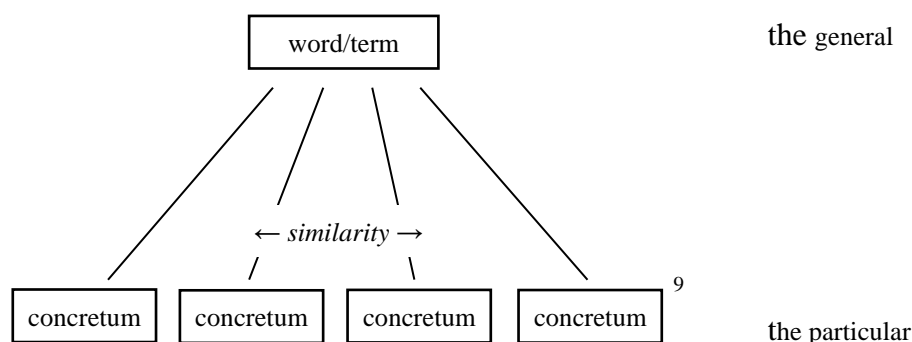 word/term
the general
← similarity →
9
concretum concretum concretum concretum
the particular